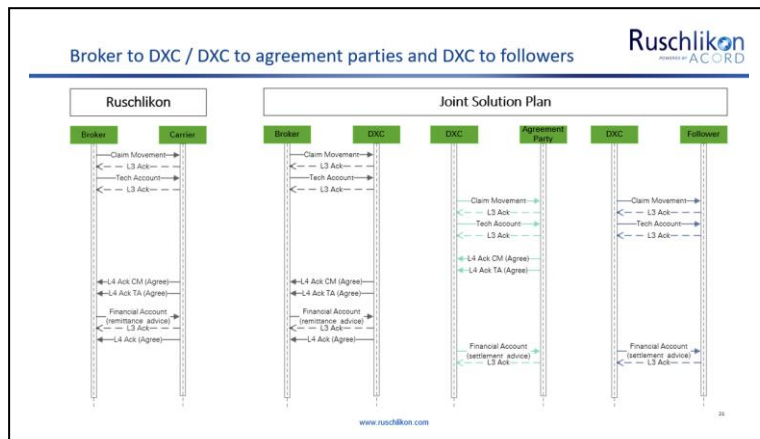 Broker to DXC / DXC to agreement parties and DXC to followers
Ruschlikon
POWERED BY ACORD
Ruschlikon
Joint Solution Plan
Broker
Carrier
Claim Movement
L3 Ack
Tech Account
L3 Ack
L4 Ack CM (Agree)
L4 Ack TA (Agree)
Financial Account
(remittance advice)
L3 Ack
L4 Ack (Agree)
Broker
DXC
Claim Movement
L3 Ack
Tech Account
L3 Ack
L4 Ack CM (Agree)
L4 Ack TA (Agree)
Financial Account
(remittance advice)
L3 Ack
L4 Ack (Agree)
DXC
Agreement
Party
Claim Movement
L3 Ack
Tech Account
L3 Ack
L4 Ack CM (Agree)
L4 Ack TA (Agree)
Financial Account
(settlement advice)
L3 Ack
DXC
Follower
Claim Movement
L3 Ack
Tech Account
L3 Ack
Financial Account
(settlement advice)
L3 Ack
www.ruschlikon.com